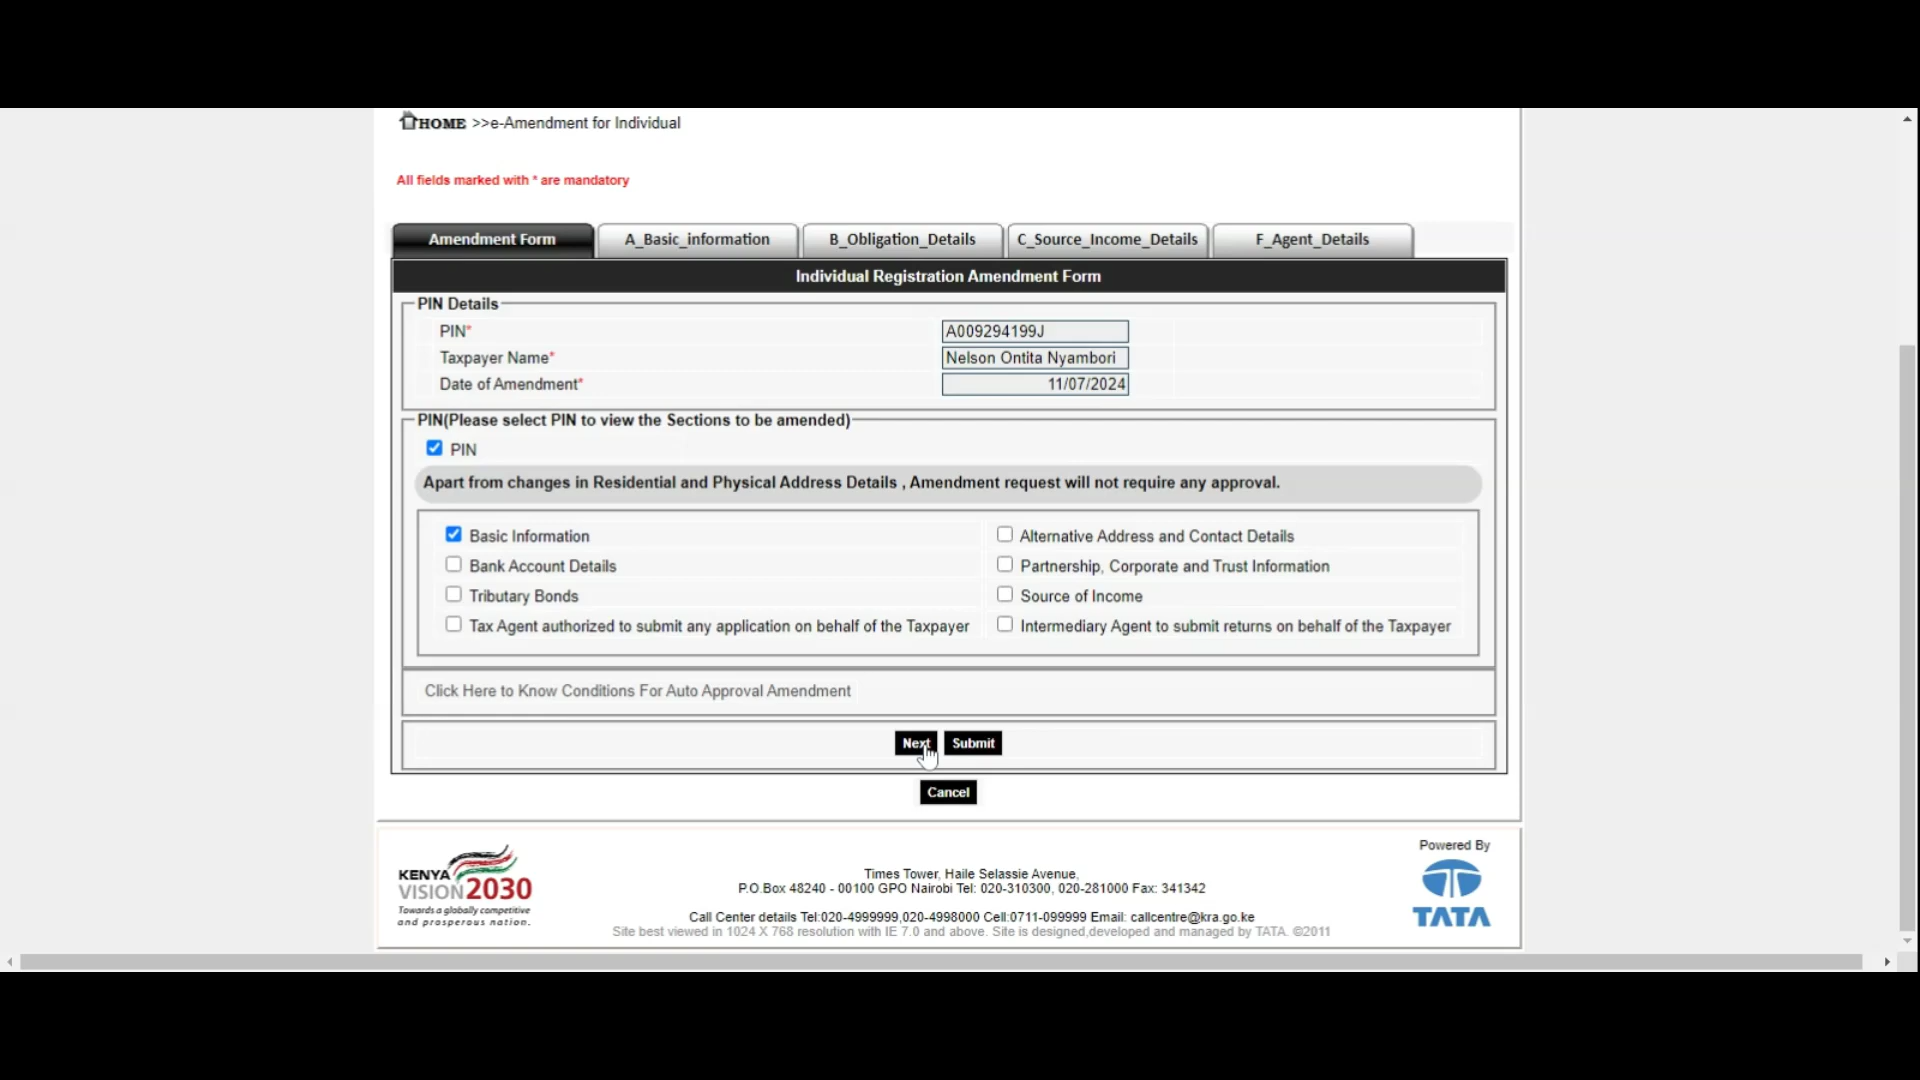 HOME >>e-Amendment for Individual
All fields marked with * are mandatory
Amendment Form A_Basic_information B_Obligation_Details C_Source_Income_Details F_Agent_Details
Individual Registration Amendment Form
PIN Details
PIN* A009294199J
Taxpayer Name* Nelson Ontita Nyambori
Date of Amendment* 11/07/2024
PIN(Please select PIN to view the Sections to be amended)
PIN
Apart from changes in Residential and Physical Address Details , Amendment request will not require any approval.
Basic Information Alternative Address and Contact Details
Bank Account Details Partnership, Corporate and Trust Information
Tributary Bonds Source of Income
Tax Agent authorized to submit any application on behalf of the Taxpayer Intermediary Agent to submit returns on behalf of the Taxpayer
Click Here to Know Conditions For Auto Approval Amendment
Next Submit
Cancel
KENYA
VISION 2030
Towards a globally competitive
and prosperous nation.
Times Tower, Haile Selassie Avenue,
P.O.Box 48240 - 00100 GPO Nairobi Tel: 020-310300, 020-281000 Fax: 341342
Call Center details Tel:020-4999999,020-4998000 Cell:0711-099999 Email: callcentre@kra.go.ke
Site best viewed in 1024 X 768 resolution with IE 7.0 and above. Site is designed,developed and managed by TATA. ©2011
Powered By
TATA